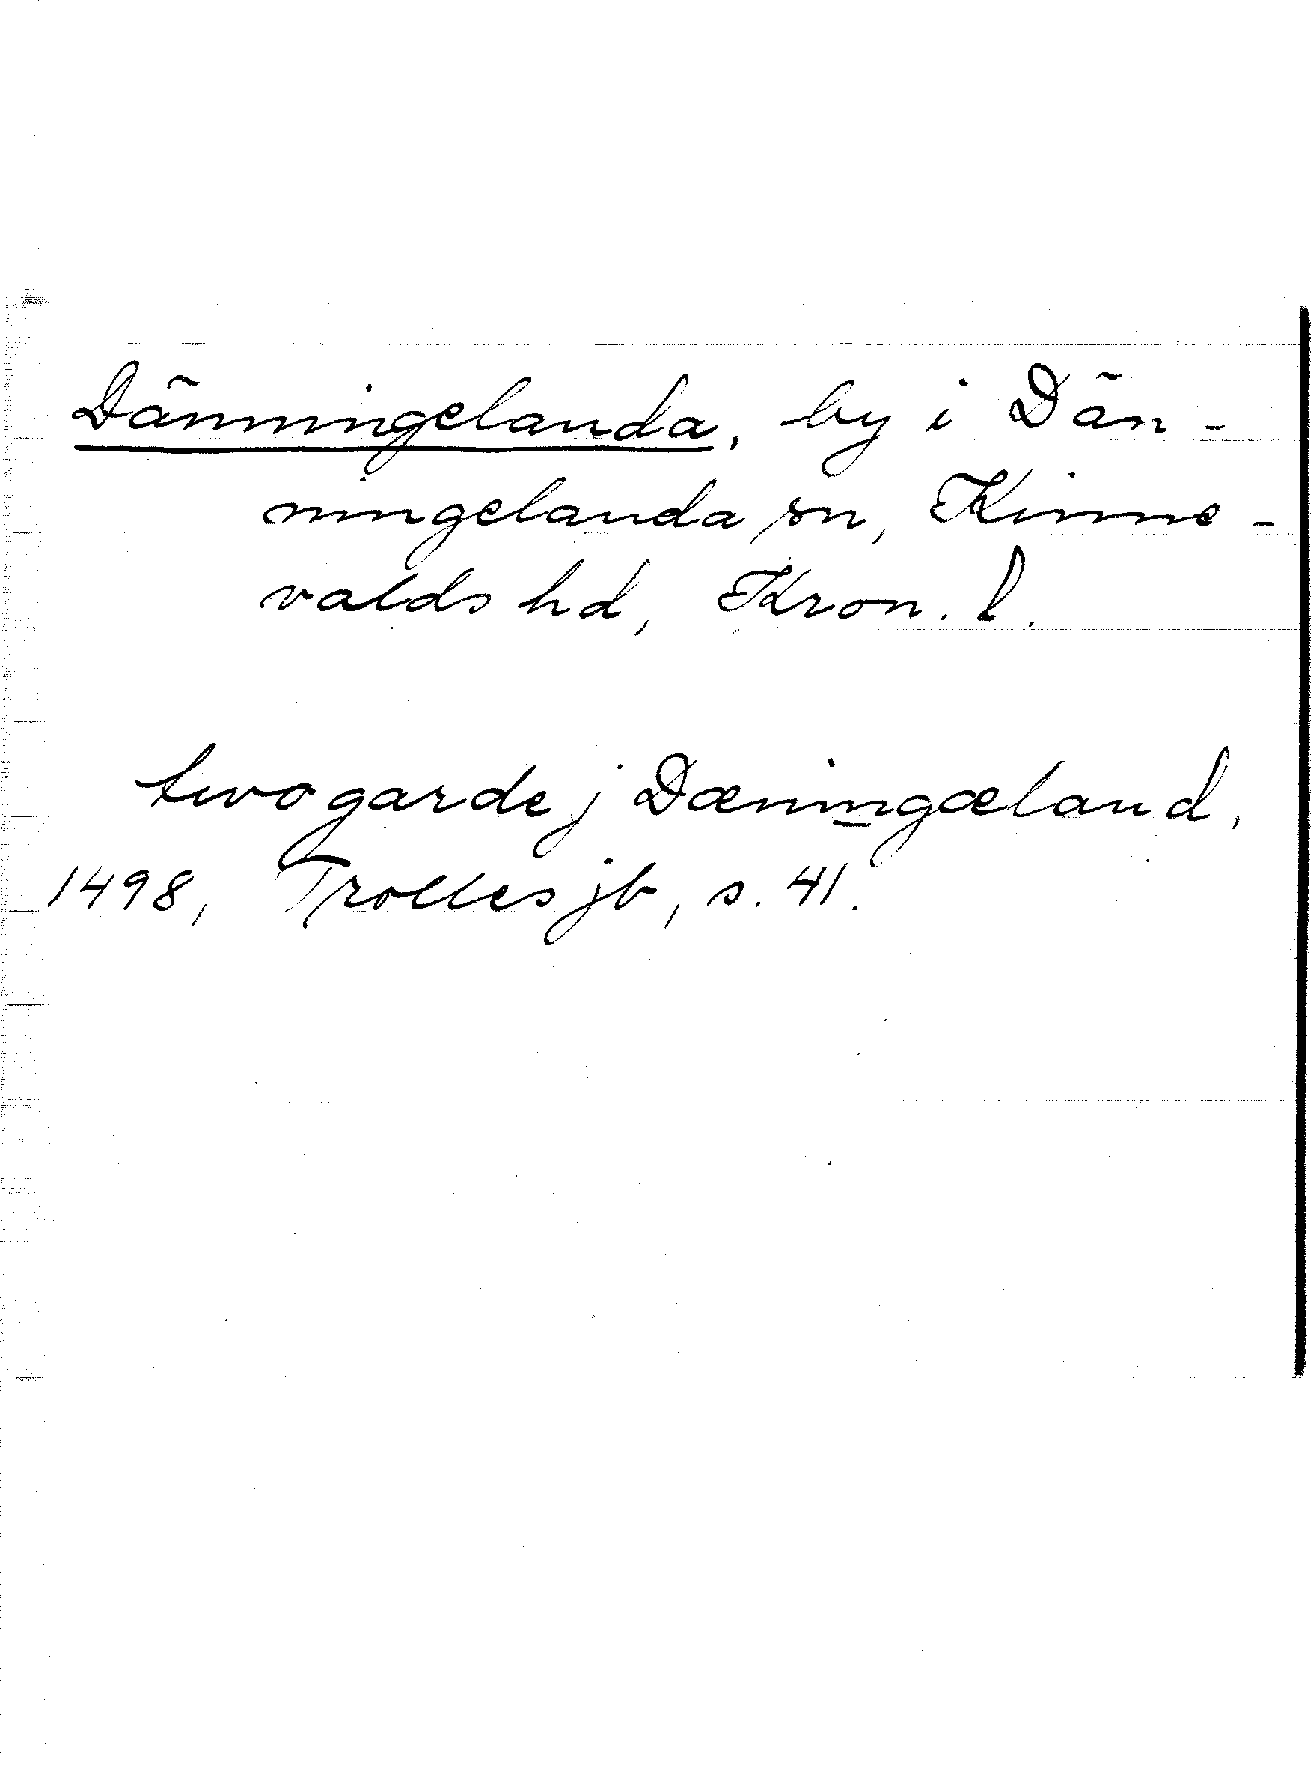 Dänningelanda, by i Dän-
ningelanda sn, Kinne-
valds hd, Kron. l.
twogarde j Dæningæland,
1498, Trolles jb, s. 41.